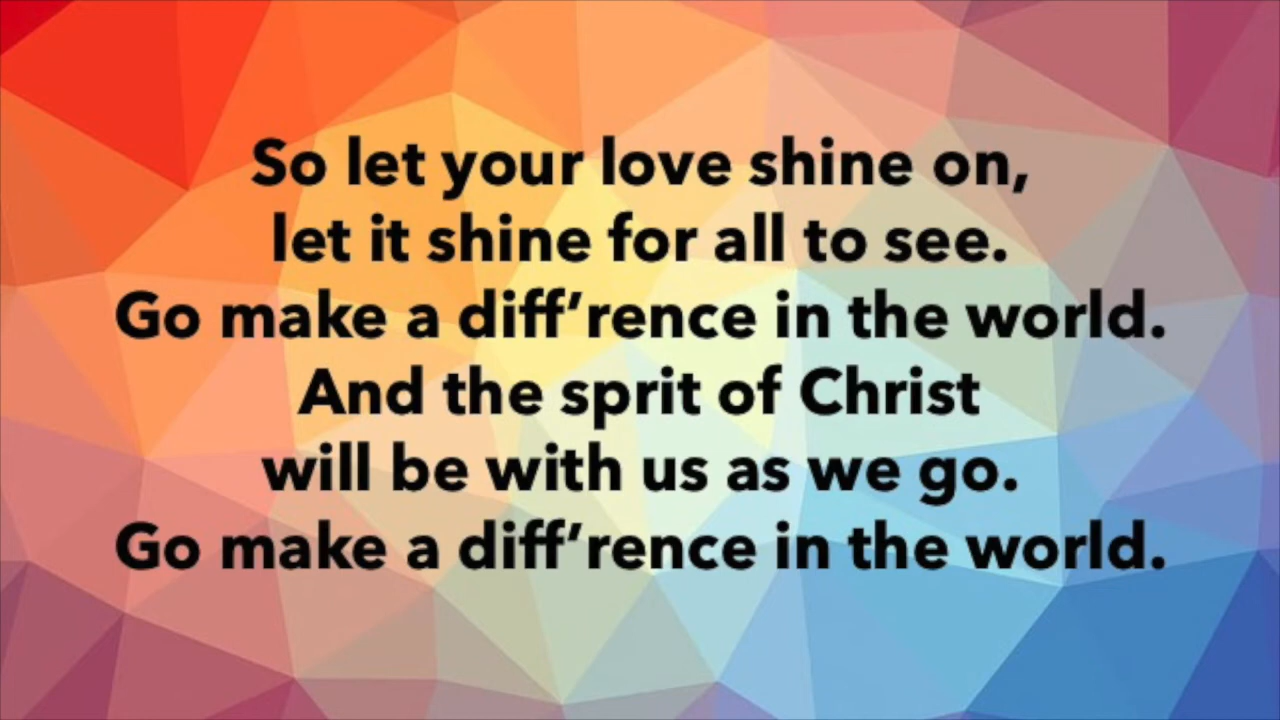 So let your love shine on,
let it shine for all to see.
Go make a diff’rence in the world.
And the sprit of Christ
will be with us as we go.
Go make a diff’rence in the world.